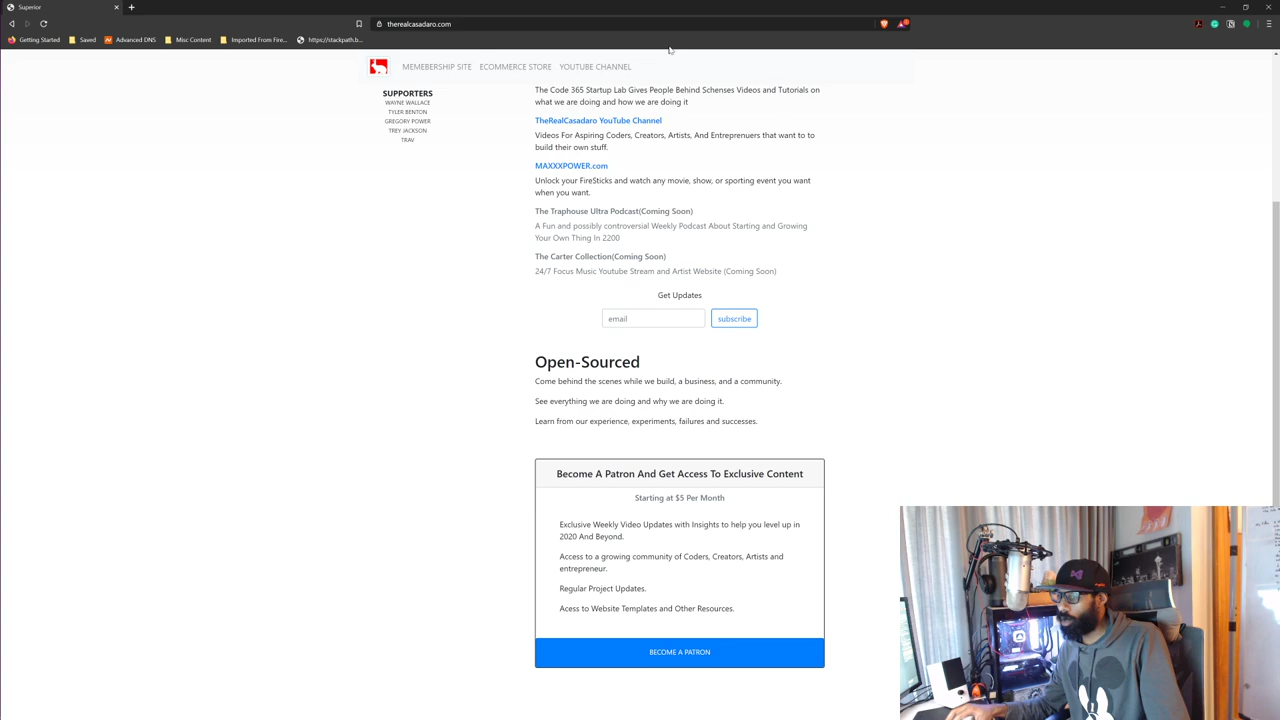 Superior
therealcasadaro.com
Getting Started
Saved
Advanced DNS
Misc Content
Imported From Fire...
https://stackpath.b...
MEMEBERSHIP SITE
ECOMMERCE STORE
YOUTUBE CHANNEL
SUPPORTERS
WAYNE WALLACE
TYLER BENTON
GREGORY POWER
TREY JACKSON
TRAV
The Code 365 Startup Lab Gives People Behind Schenses Videos and Tutorials on
what we are doing and how we are doing it
TheRealCasadaro YouTube Channel
Videos For Aspiring Coders, Creators, Artists, And Entreprenuers that want to to
build their own stuff.
MAXXXPOWER.com
Unlock your FireSticks and watch any movie, show, or sporting event you want
when you want.
The Traphouse Ultra Podcast(Coming Soon)
A Fun and possibly controversial Weekly Podcast About Starting and Growing
Your Own Thing In 2200
The Carter Collection(Coming Soon)
24/7 Focus Music Youtube Stream and Artist Website (Coming Soon)
Get Updates
email
subscribe
Open-Sourced
Come behind the scenes while we build, a business, and a community.
See everything we are doing and why we are doing it.
Learn from our experience, experiments, failures and successes.
Become A Patron And Get Access To Exclusive Content
Starting at $5 Per Month
Exclusive Weekly Video Updates with Insights to help you level up in
2020 And Beyond.
Access to a growing community of Coders, Creators, Artists and
entrepreneur.
Regular Project Updates.
Acess to Website Templates and Other Resources.
BECOME A PATRON